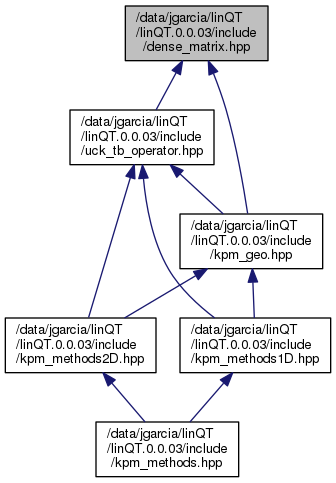 /data/jgarcia/linQT
/linQT.0.0.03/include
/dense_matrix.hpp
/data/jgarcia/linQT
/linQT.0.0.03/include
/uck_tb_operator.hpp
/data/jgarcia/linQT
/linQT.0.0.03/include
/kpm_geo.hpp
/data/jgarcia/linQT
/linQT.0.0.03/include
/kpm_methods2D.hpp
/data/jgarcia/linQT
/linQT.0.0.03/include
/kpm_methods1D.hpp
/data/jgarcia/linQT
/linQT.0.0.03/include
/kpm_methods.hpp